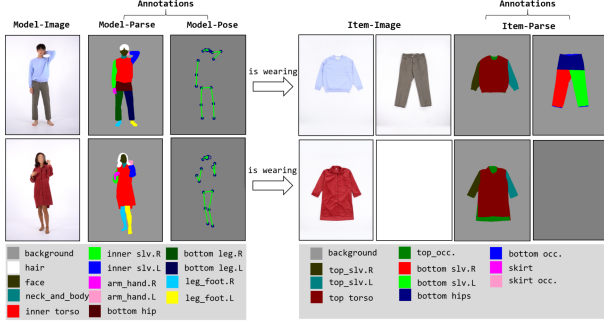 Annotations
Annotations
Model-Image
Model-Parse
Model-Pose
Item-Image
Item-Parse
is wearing
is wearing
background
hair
face
neck_and_body
inner torso
inner slv.R
inner slv.L
arm_hand.R
arm_hand.L
bottom hip
bottom leg.R
bottom leg.L
leg_foot.R
leg_foot.L
background
top_slv.R
top_slv.L
top torso
top_occ.
bottom slv.R
bottom slv.L
bottom hips
bottom occ.
skirt
skirt occ.